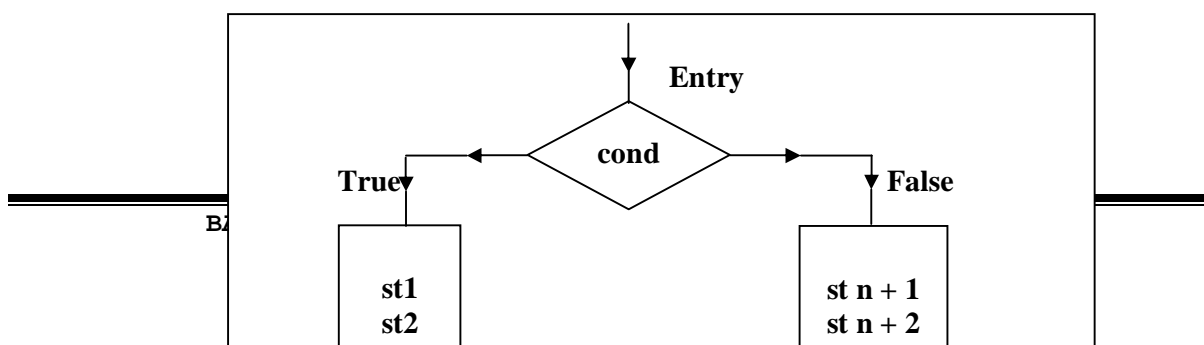 Entry
cond
True False
st1
st2
st n + 1
st n + 2